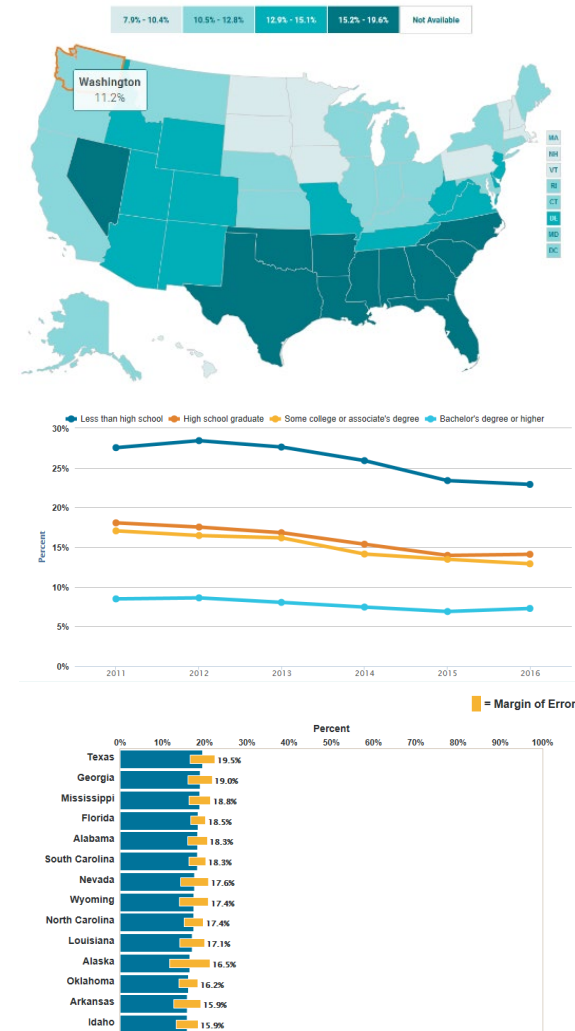 7.9% - 10.4% 10.5% - 12.8% 12.9% - 15.1% 15.2% - 19.6% Not Available
Washington
11.2%
MA
NH
VT
RI
CT
DE
MD
DC
Less than high school High school graduate Some college or associate's degree Bachelor's degree or higher
30%
25%
20%
15%
10%
5%
0%
Percent
2011 2012 2013 2014 2015 2016
= Margin of Error
Percent
0% 10% 20% 30% 40% 50% 60% 70% 80% 90% 100%
Texas 19.5%
Georgia 19.0%
Mississippi 18.8%
Florida 18.5%
Alabama 18.3%
South Carolina 18.3%
Nevada 17.6%
Wyoming 17.4%
North Carolina 17.4%
Louisiana 17.1%
Alaska 16.5%
Oklahoma 16.2%
Arkansas 15.9%
Idaho 15.9%